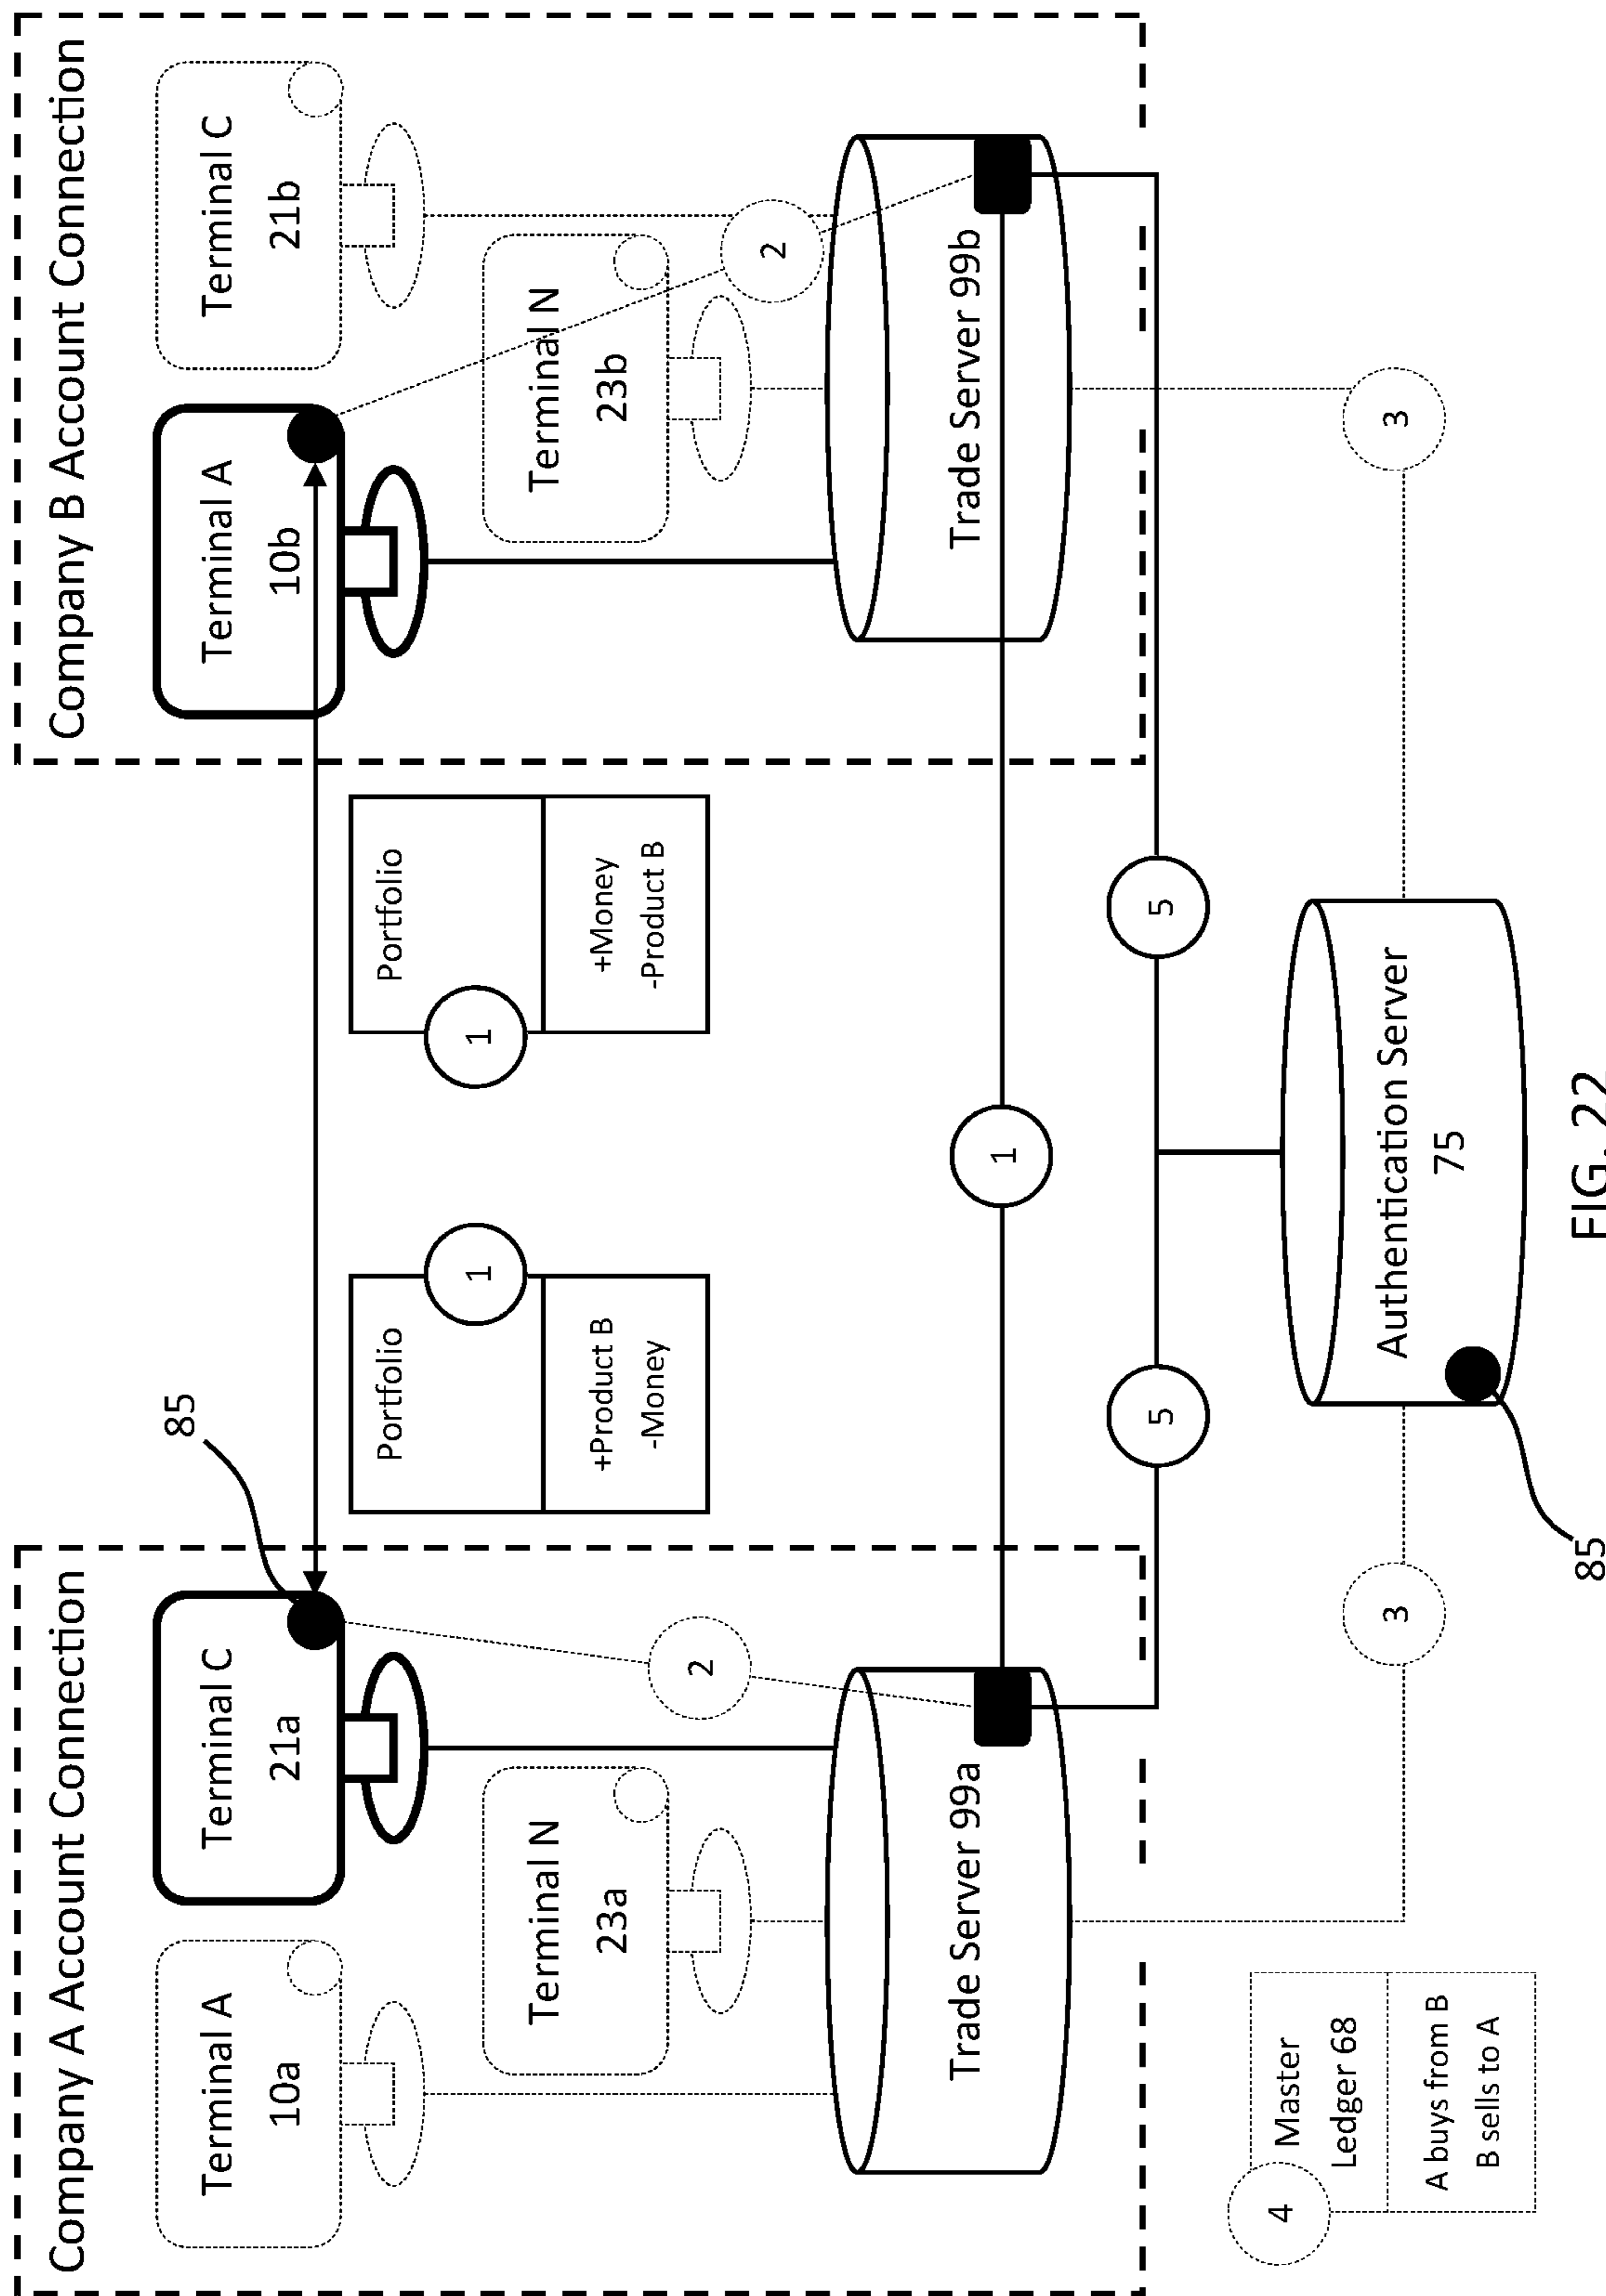 Company A Account Connection
Company B Account Connection
85
Terminal A
10a
Terminal C
21a
Terminal A
10b
Terminal C
21b
Portfolio
1
+Product B
-Money
Portfolio
1
+Money
-Product B
Terminal N
23a
2
Terminal N
23b
2
Trade Server 99a
1
Trade Server 99b
5
5
4
Master
Ledger 68
A buys from B
B sells to A
3
Authentication Server
75
3
85
FIG. 22